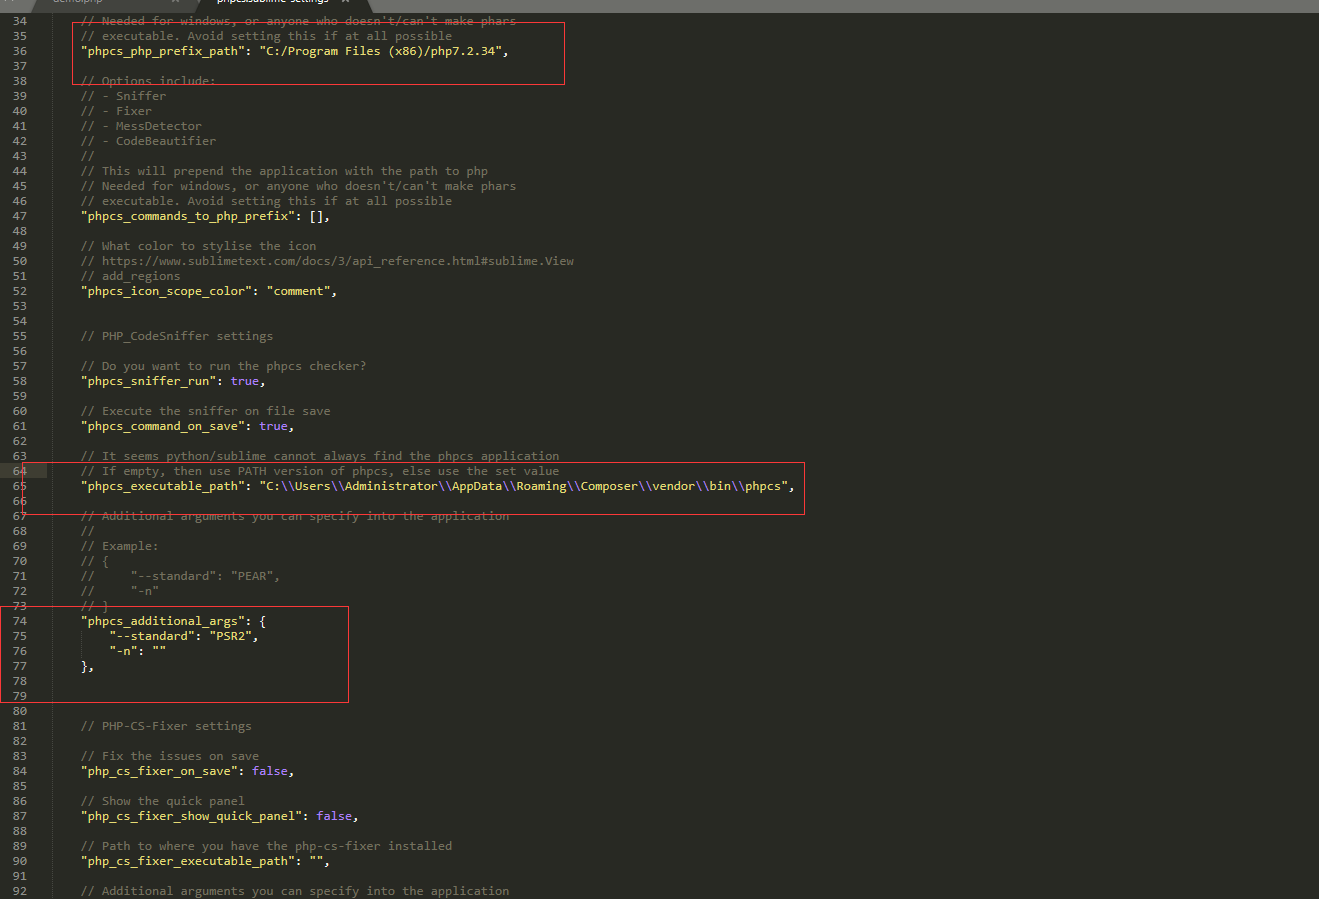 demo.php × phpcs.sublime-settings ×
34 // Needed for windows, or anyone who doesn't/can't make phars
35 // executable. Avoid setting this if at all possible
36 "phpcs_php_prefix_path": "C:/Program Files (x86)/php7.2.34",
37
38 // Options include:
39 // - Sniffer
40 // - Fixer
41 // - MessDetector
42 // - CodeBeautifier
43 //
44 // This will prepend the application with the path to php
45 // Needed for windows, or anyone who doesn't/can't make phars
46 // executable. Avoid setting this if at all possible
47 "phpcs_commands_to_php_prefix": [],
48
49 // What color to stylise the icon
50 // https://www.sublimetext.com/docs/3/api_reference.html#sublime.View
51 // add_regions
52 "phpcs_icon_scope_color": "comment",
53
54
55 // PHP_CodeSniffer settings
56
57 // Do you want to run the phpcs checker?
58 "phpcs_sniffer_run": true,
59
60 // Execute the sniffer on file save
61 "phpcs_command_on_save": true,
62
63 // It seems python/sublime cannot always find the phpcs application
64 // If empty, then use PATH version of phpcs, else use the set value
65 "phpcs_executable_path": "C:\\Users\\Administrator\\AppData\\Roaming\\Composer\\vendor\\bin\\phpcs",
66
67 // Additional arguments you can specify into the application
68 //
69 // Example:
70 // {
71 //     "--standard": "PEAR",
72 //     "-n"
73 // }
74 "phpcs_additional_args": {
75     "--standard": "PSR2",
76     "-n": ""
77 },
78
79
80
81 // PHP-CS-Fixer settings
82
83 // Fix the issues on save
84 "php_cs_fixer_on_save": false,
85
86 // Show the quick panel
87 "php_cs_fixer_show_quick_panel": false,
88
89 // Path to where you have the php-cs-fixer installed
90 "php_cs_fixer_executable_path": "",
91
92 // Additional arguments you can specify into the application